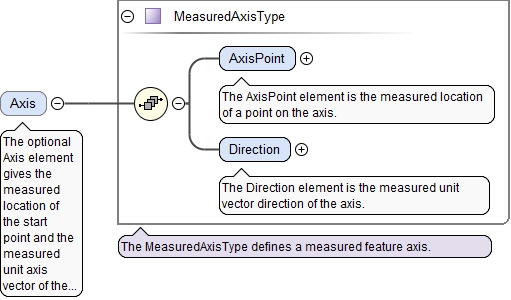 MeasuredAxisType
AxisPoint
The AxisPoint element is the measured location
of a point on the axis.
Axis
The optional
Axis element
gives the
measured
location of
the start
point and the
measured
unit axis
vector of the...
Direction
The Direction element is the measured unit
vector direction of the axis.
The MeasuredAxisType defines a measured feature axis.